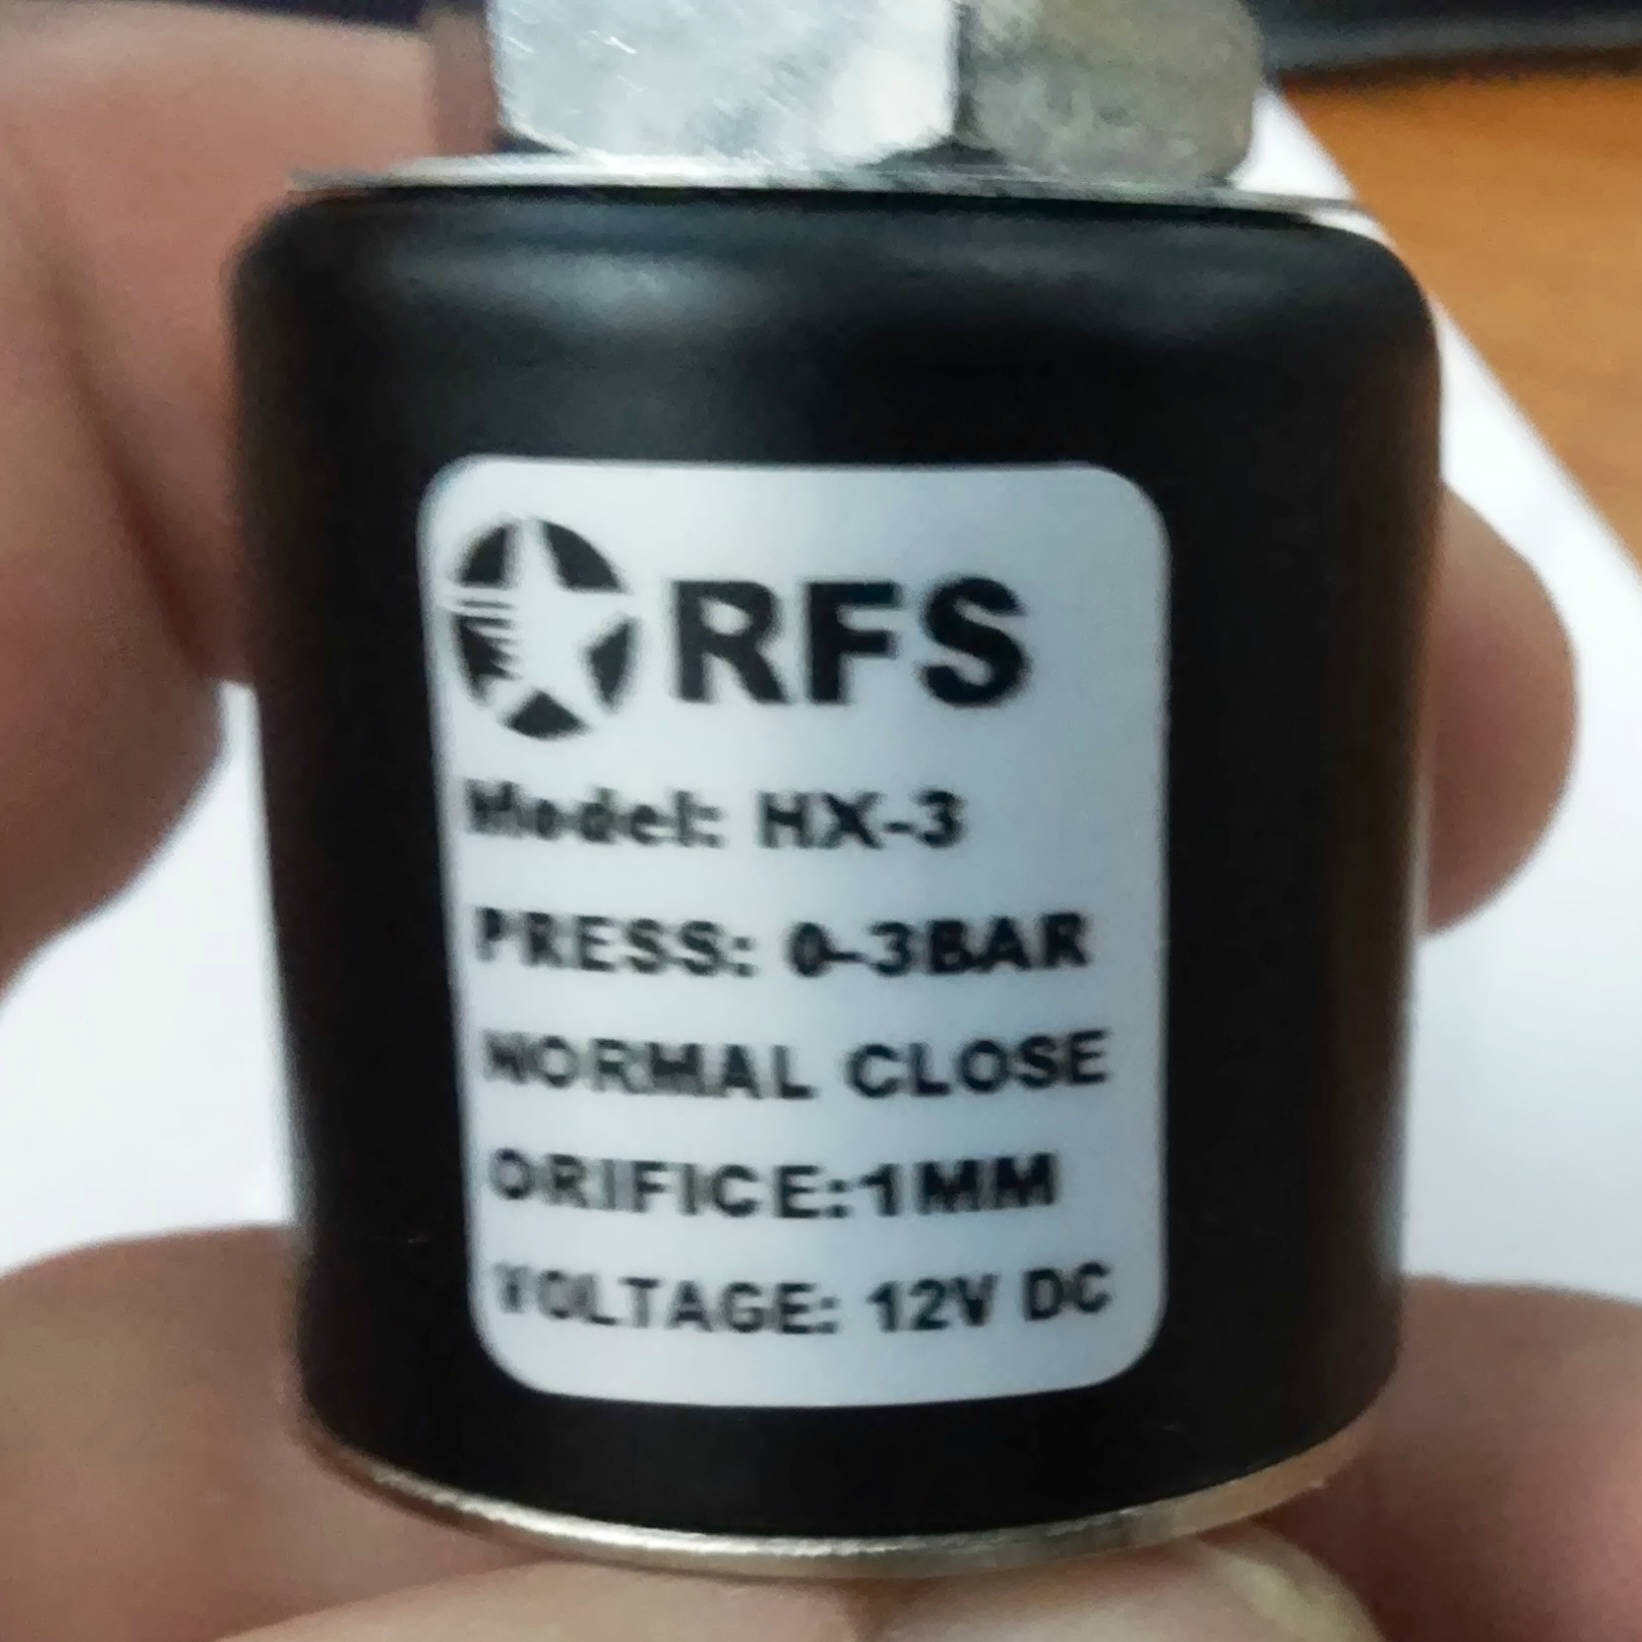 RFS
Model: HX-3
PRESS: 0-3BAR
NORMAL CLOSE
ORIFICE:1MM
VOLTAGE: 12V DC